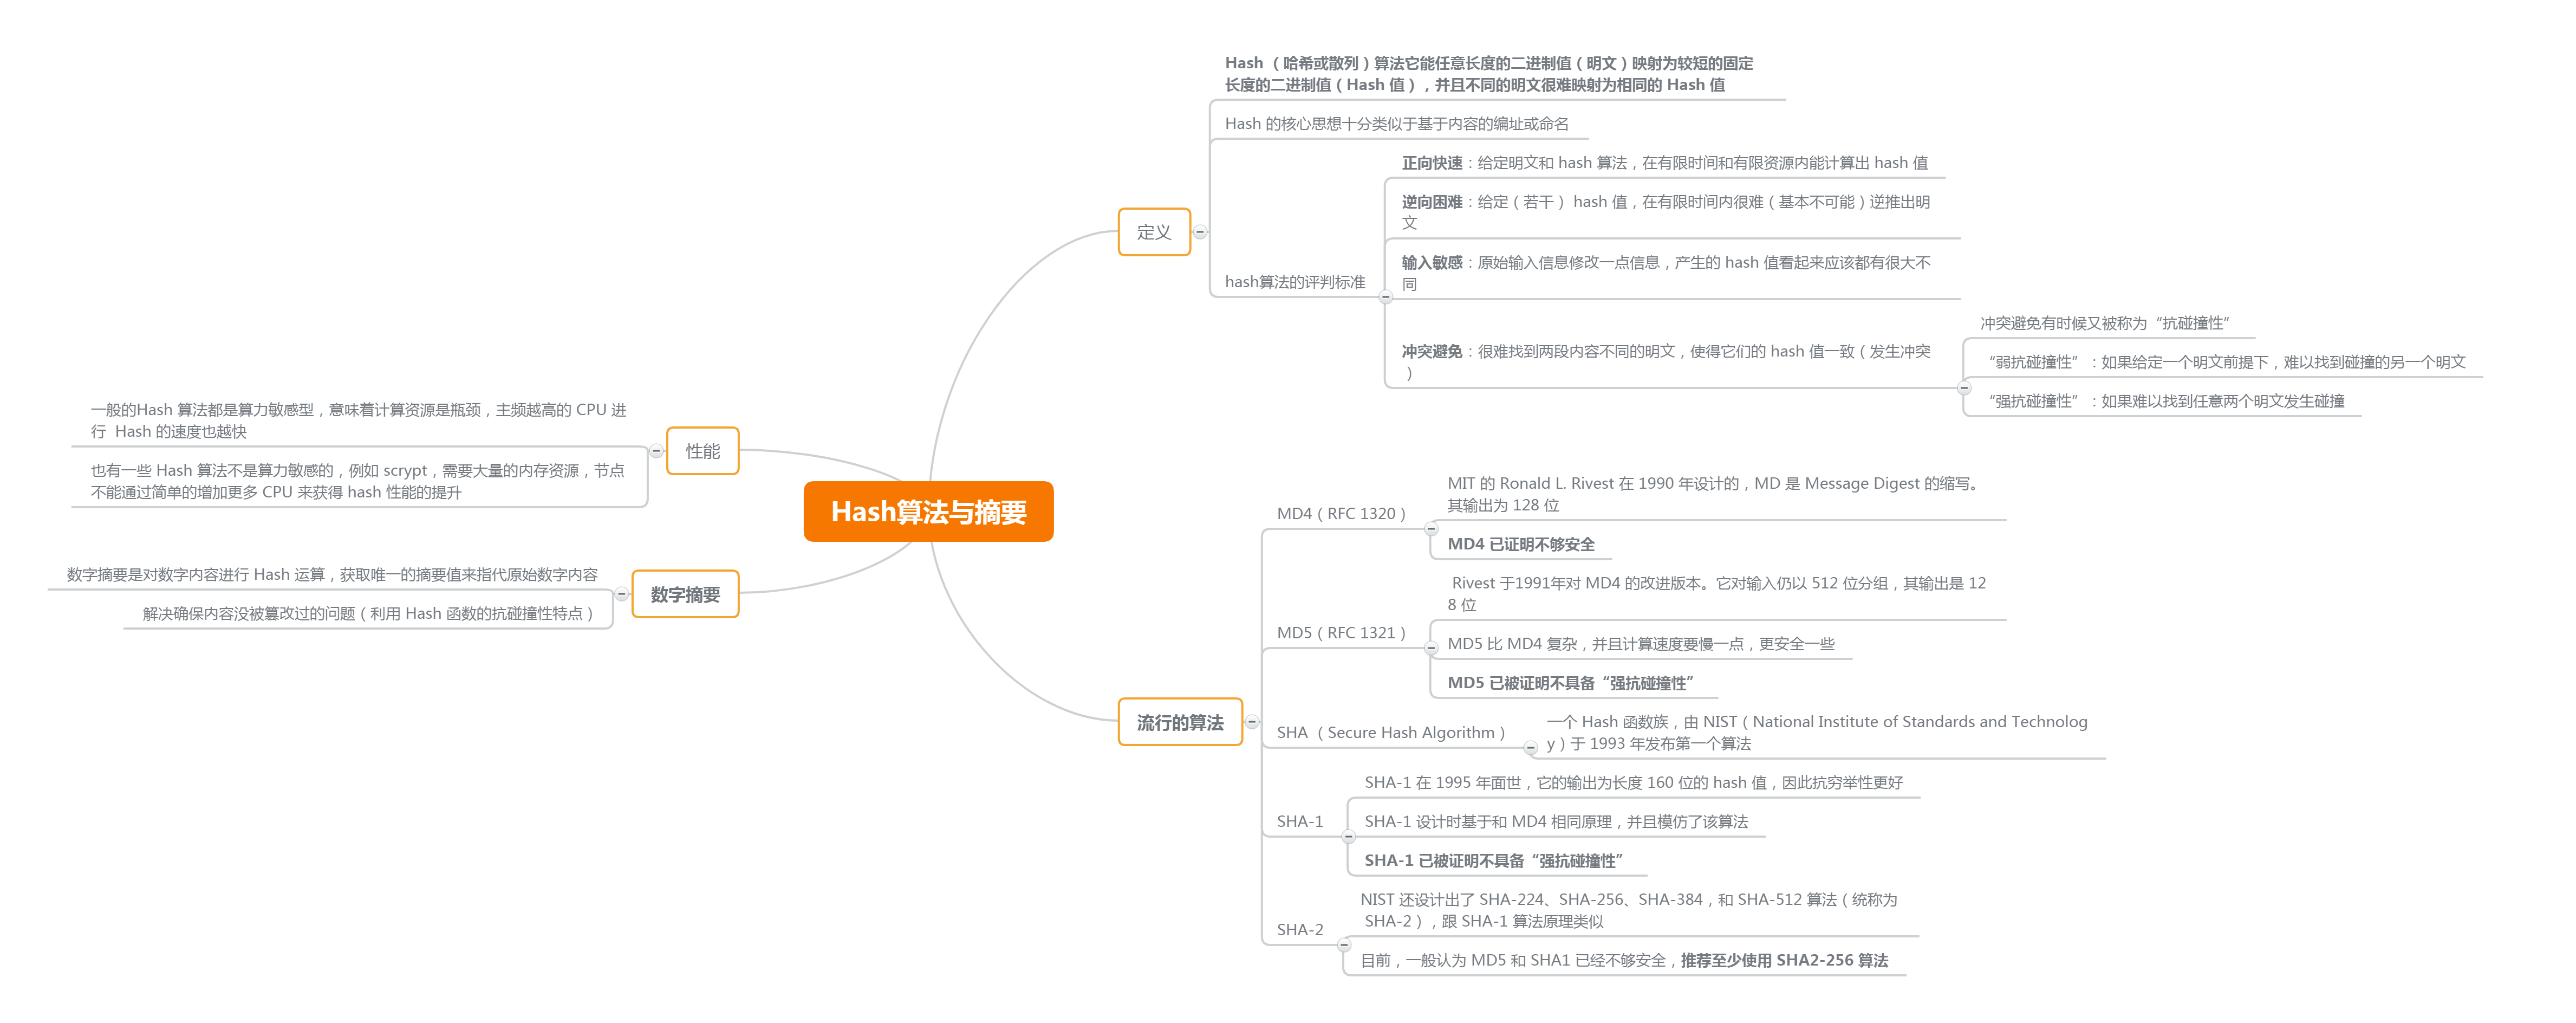 Hash算法与摘要
定义
Hash （哈希或散列）算法它能任意长度的二进制值（明文）映射为较短的固定
长度的二进制值（Hash 值），并且不同的明文很难映射为相同的 Hash 值
Hash 的核心思想十分类似于基于内容的编址或命名
hash算法的评判标准
正向快速：给定明文和 hash 算法，在有限时间和有限资源内能计算出 hash 值
逆向困难：给定（若干） hash 值，在有限时间内很难（基本不可能）逆推出明
文
输入敏感：原始输入信息修改一点信息，产生的 hash 值看起来应该都有很大不
同
冲突避免：很难找到两段内容不同的明文，使得它们的 hash 值一致（发生冲突
）
冲突避免有时候又被称为“抗碰撞性”
“弱抗碰撞性”：如果给定一个明文前提下，难以找到碰撞的另一个明文
“强抗碰撞性”：如果难以找到任意两个明文发生碰撞
流行的算法
MD4（RFC 1320）
MIT 的 Ronald L. Rivest 在 1990 年设计的，MD 是 Message Digest 的缩写。
其输出为 128 位
MD4 已证明不够安全
MD5（RFC 1321）
Rivest 于1991年对 MD4 的改进版本。它对输入仍以 512 位分组，其输出是 12
8 位
MD5 比 MD4 复杂，并且计算速度要慢一点，更安全一些
MD5 已被证明不具备“强抗碰撞性”
SHA （Secure Hash Algorithm）
一个 Hash 函数族，由 NIST（National Institute of Standards and Technolog
y）于 1993 年发布第一个算法
SHA-1
SHA-1 在 1995 年面世，它的输出为长度 160 位的 hash 值，因此抗穷举性更好
SHA-1 设计时基于和 MD4 相同原理，并且模仿了该算法
SHA-1 已被证明不具备“强抗碰撞性”
SHA-2
NIST 还设计出了 SHA-224、SHA-256、SHA-384，和 SHA-512 算法（统称为
SHA-2），跟 SHA-1 算法原理类似
目前，一般认为 MD5 和 SHA1 已经不够安全，推荐至少使用 SHA2-256 算法
性能
一般的Hash 算法都是算力敏感型，意味着计算资源是瓶颈，主频越高的 CPU 进
行 Hash 的速度也越快
也有一些 Hash 算法不是算力敏感的，例如 scrypt，需要大量的内存资源，节点
不能通过简单的增加更多 CPU 来获得 hash 性能的提升
数字摘要
数字摘要是对数字内容进行 Hash 运算，获取唯一的摘要值来指代原始数字内容
解决确保内容没被篡改过的问题（利用 Hash 函数的抗碰撞性特点）